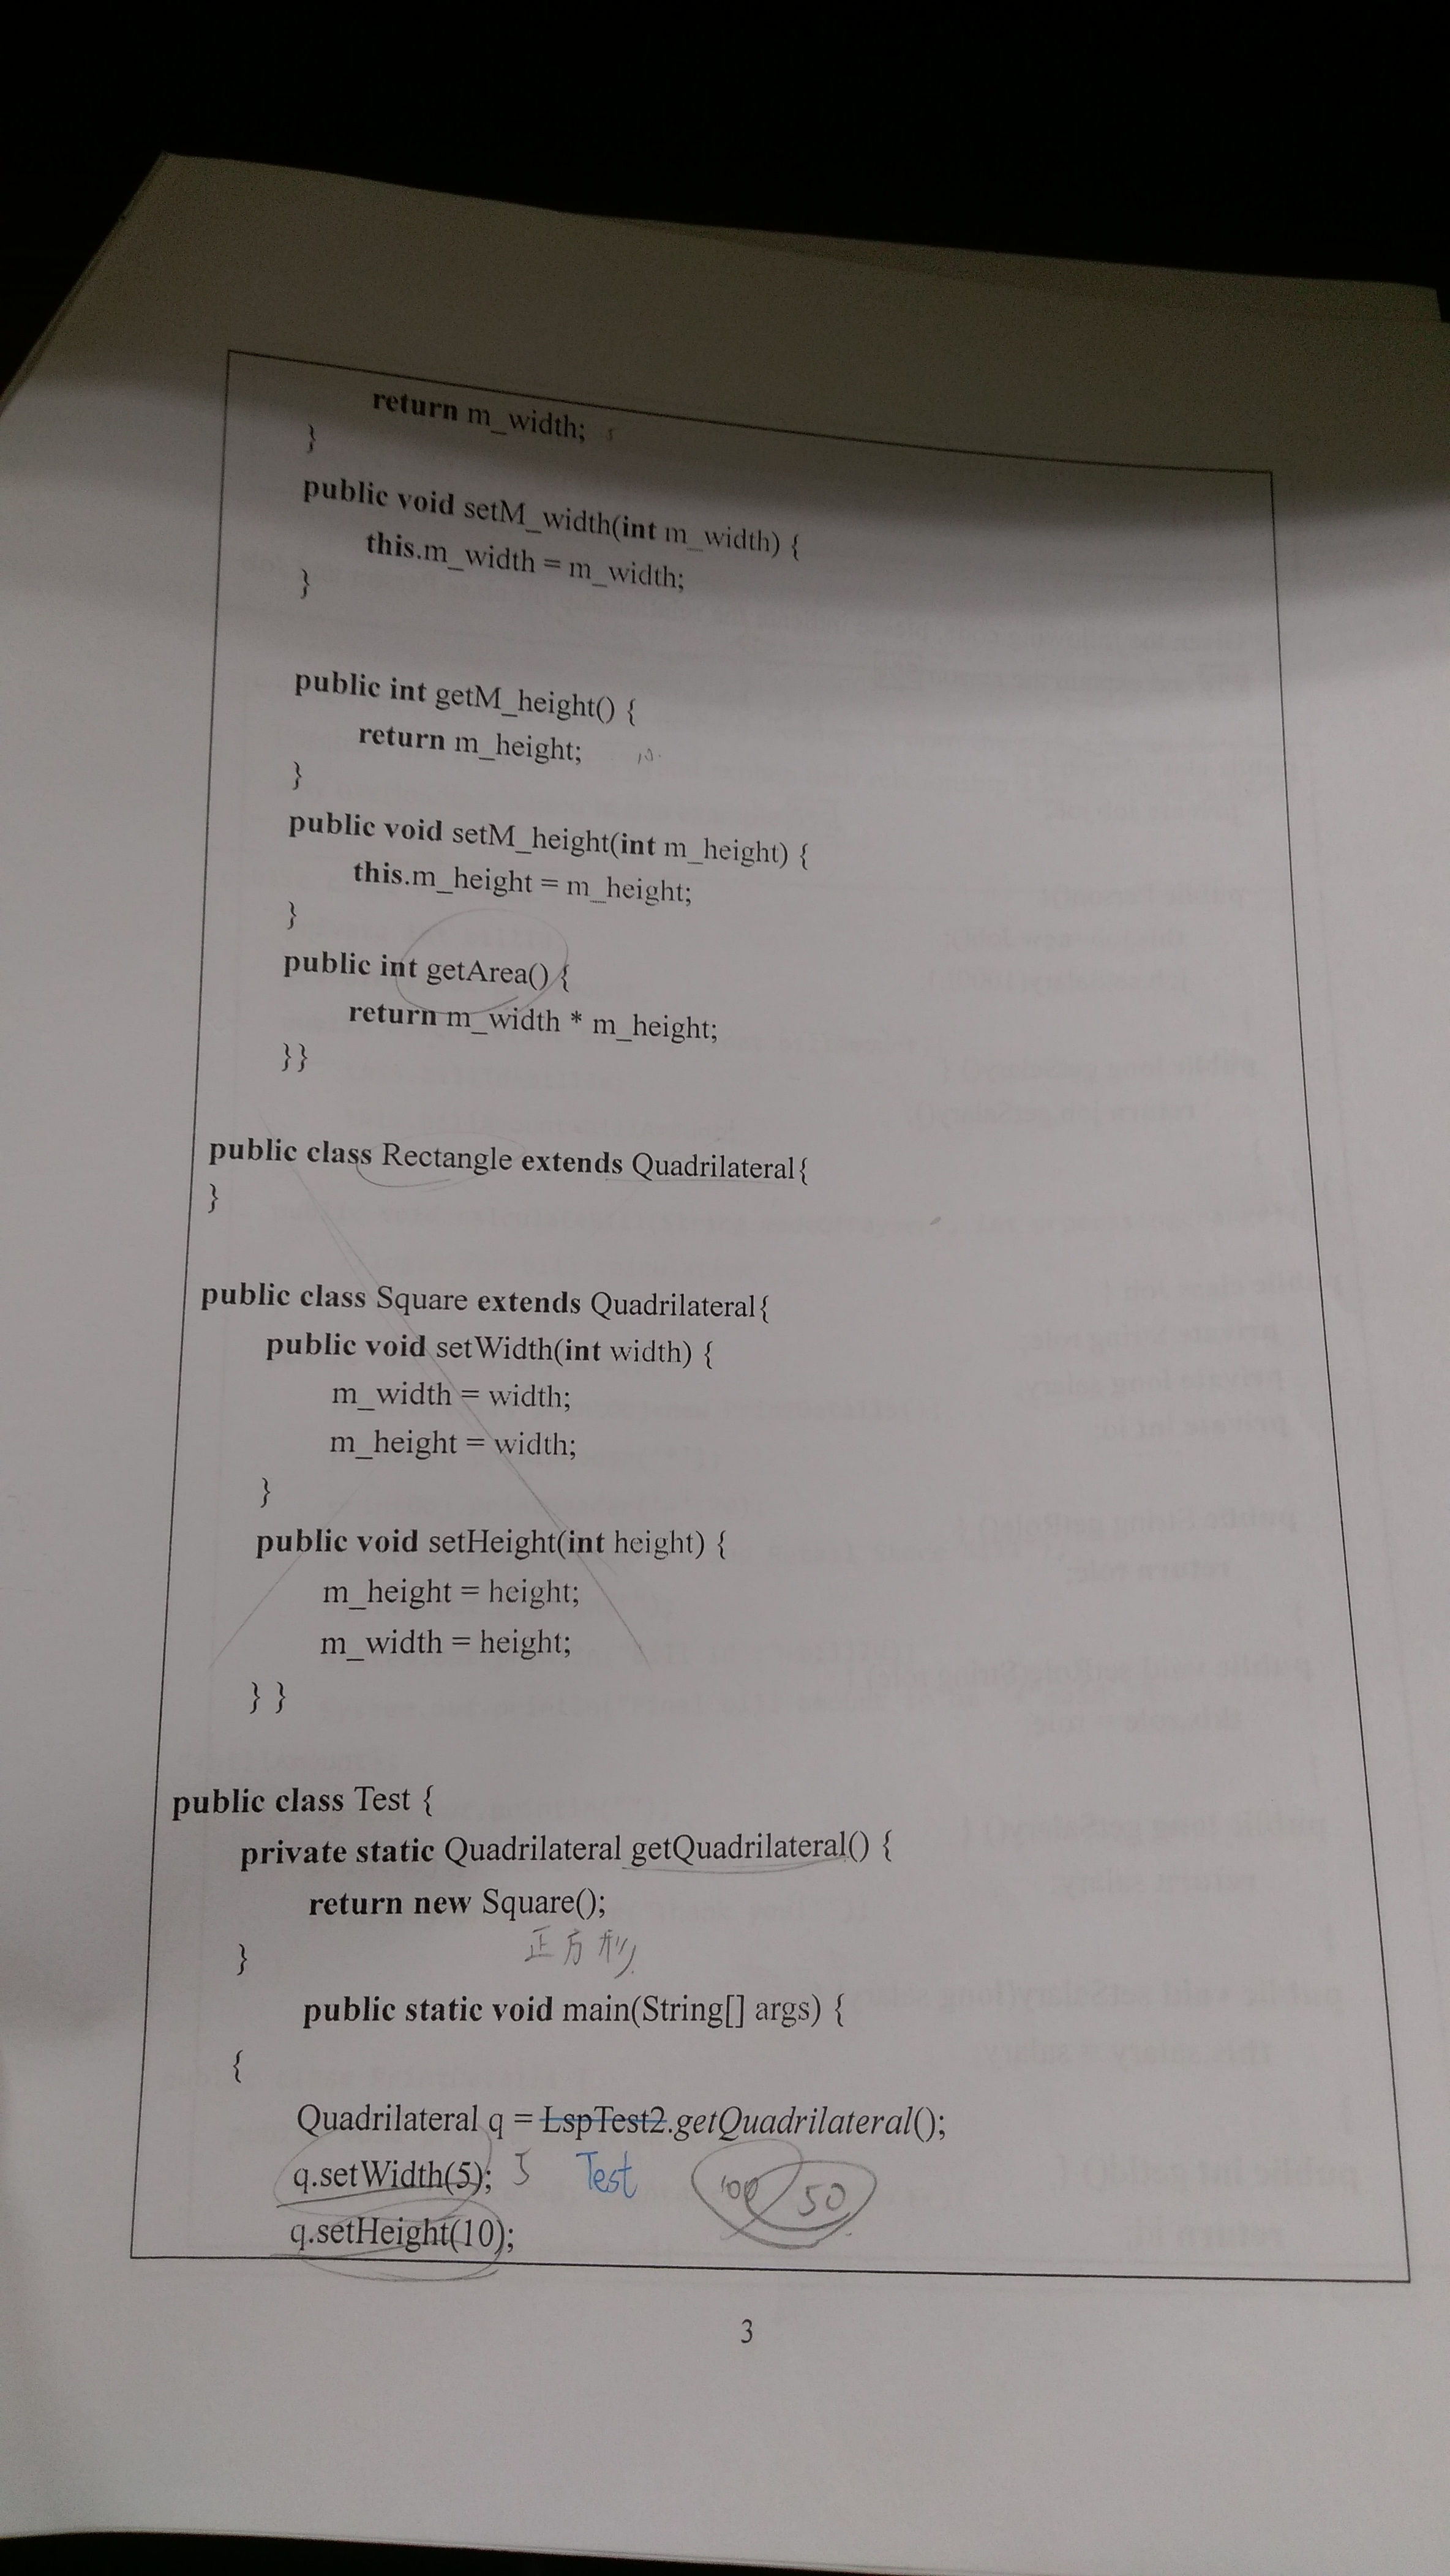 return m_width;
}
public void setM_width(int m_width) {
this.m_width = m_width;
}
public int getM_height() {
return m_height;
}
public void setM_height(int m_height) {
this.m_height = m_height;
}
public int getArea() {
return m_width * m_height;
}}
public class Rectangle extends Quadrilateral{
}
public class Square extends Quadrilateral{
public void setWidth(int width) {
m_width = width;
m_height = width;
}
public void setHeight(int height) {
m_height = height;
m_width = height;
} }
public class Test {
private static Quadrilateral getQuadrilateral() {
return new Square();
正方形
}
public static void main(String[] args) {
{
Quadrilateral q = LspTest2.getQuadrilateral();
q.setWidth(5); 5 Test 100 50
q.setHeight(10);
3